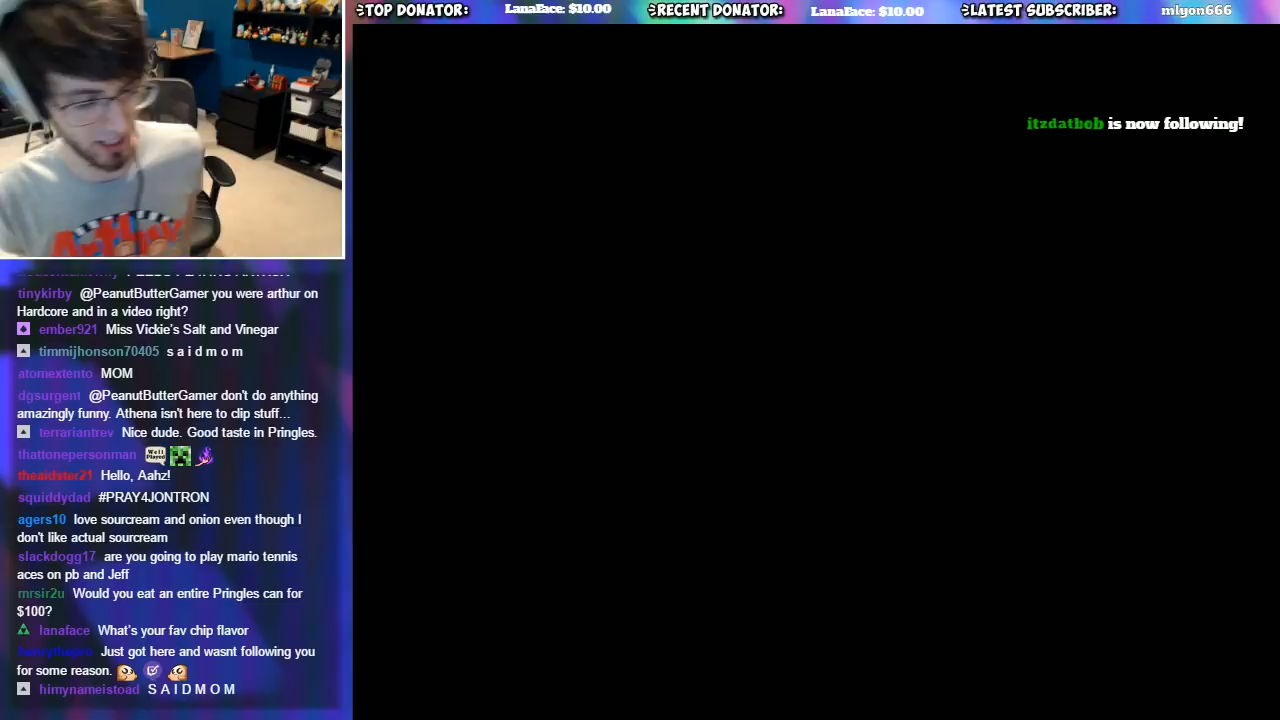 TOP DONATOR: LanaFace: $10.00 RECENT DONATOR: LanaFace: $10.00 LATEST SUBSCRIBER: mlyon666
itzdatbob is now following!
Arthur
tinykirby @PeanutButterGamer you were arthur on
Hardcore and in a video right?
ember921 Miss Vickie's Salt and Vinegar
timmijhonson70405 s a i d m o m
atomextento MOM
dgsurgent @PeanutButterGamer don't do anything
amazingly funny. Athena isn't here to clip stuff...
terrariantrev Nice dude. Good taste in Pringles.
thattonepersonman Well Played
theaidster21 Hello, Aahz!
squiddydad #PRAY4JONTRON
agers10 love sourcream and onion even though I
don't like actual sourcream
slackdogg17 are you going to play mario tennis
aces on pb and Jeff
mrsir2u Would you eat an entire Pringles can for
$100?
lanaface What's your fav chip flavor
Just got here and wasnt following you
for some reason.
himynameistoad S A I D M O M